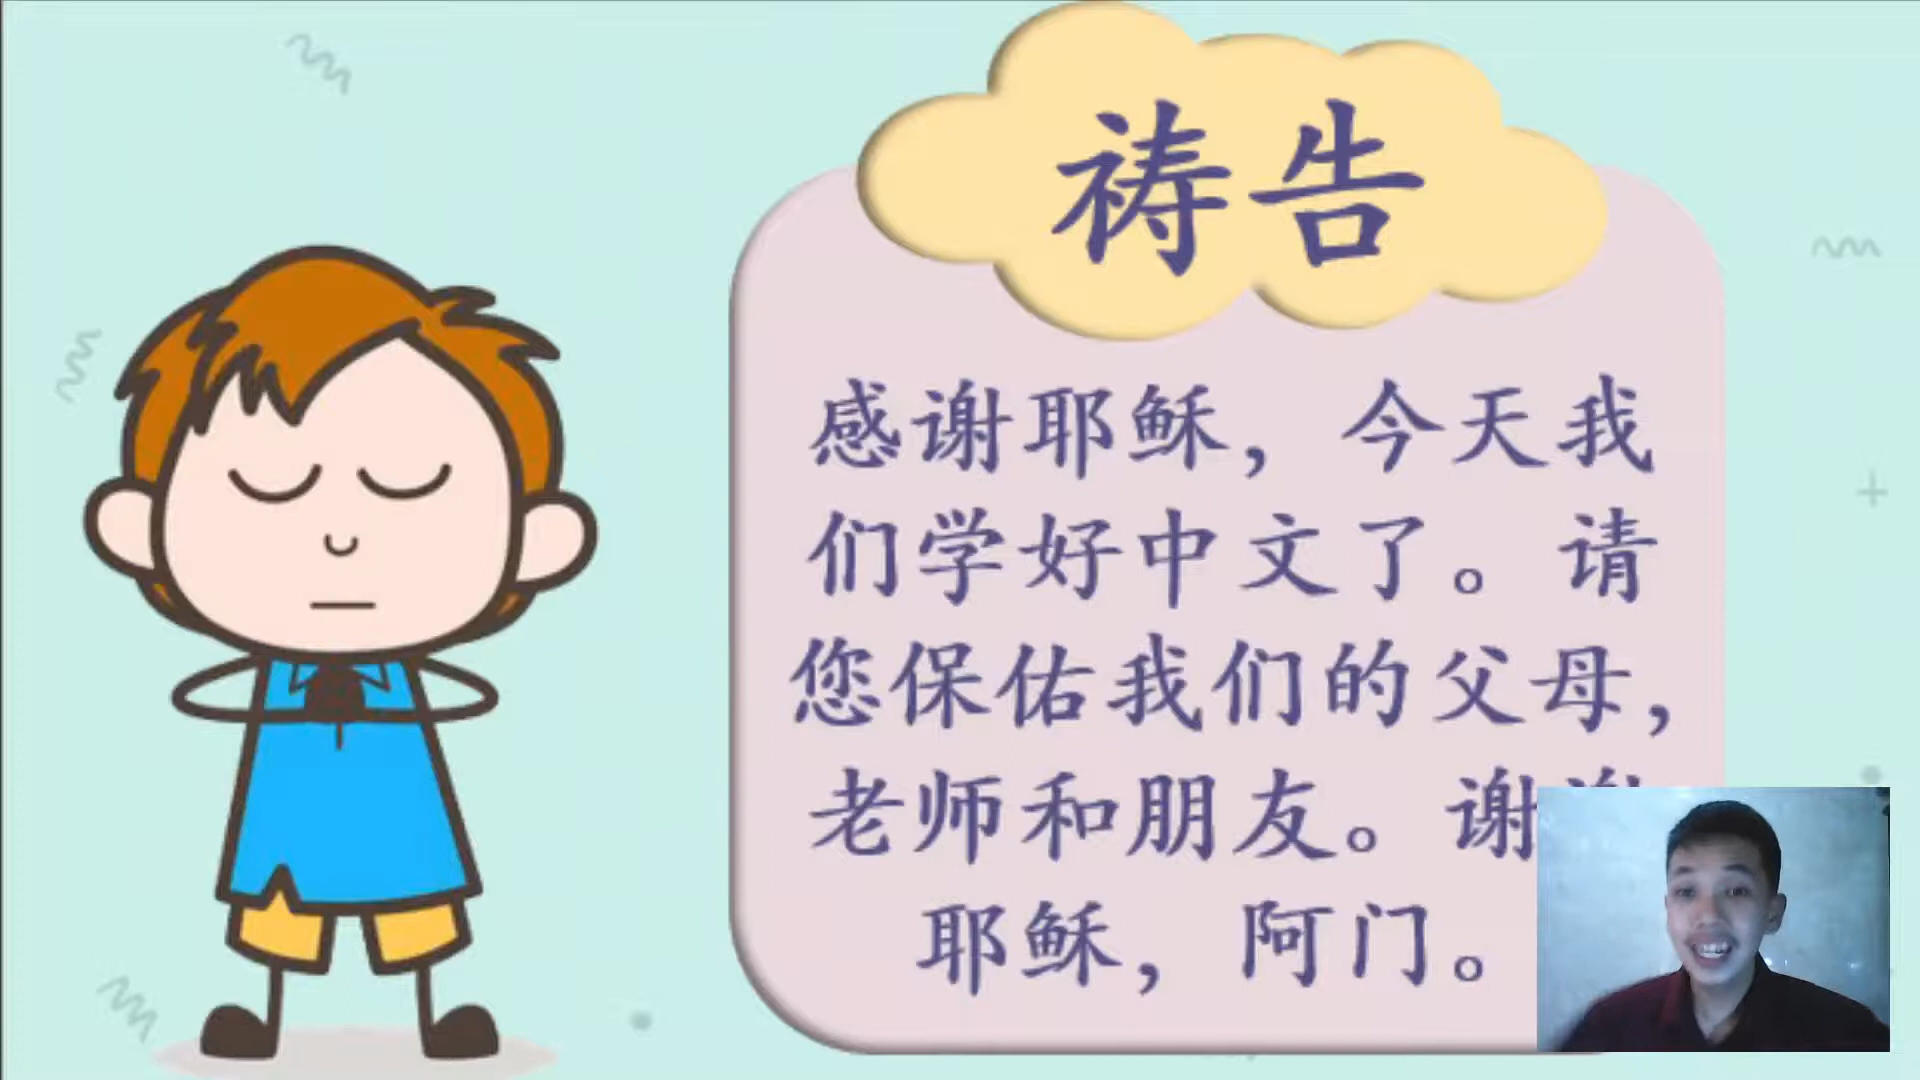 祷告
感谢耶稣，今天我
们学好中文了。请
您保佑我们的父母，
老师和朋友。谢
耶稣，阿门。